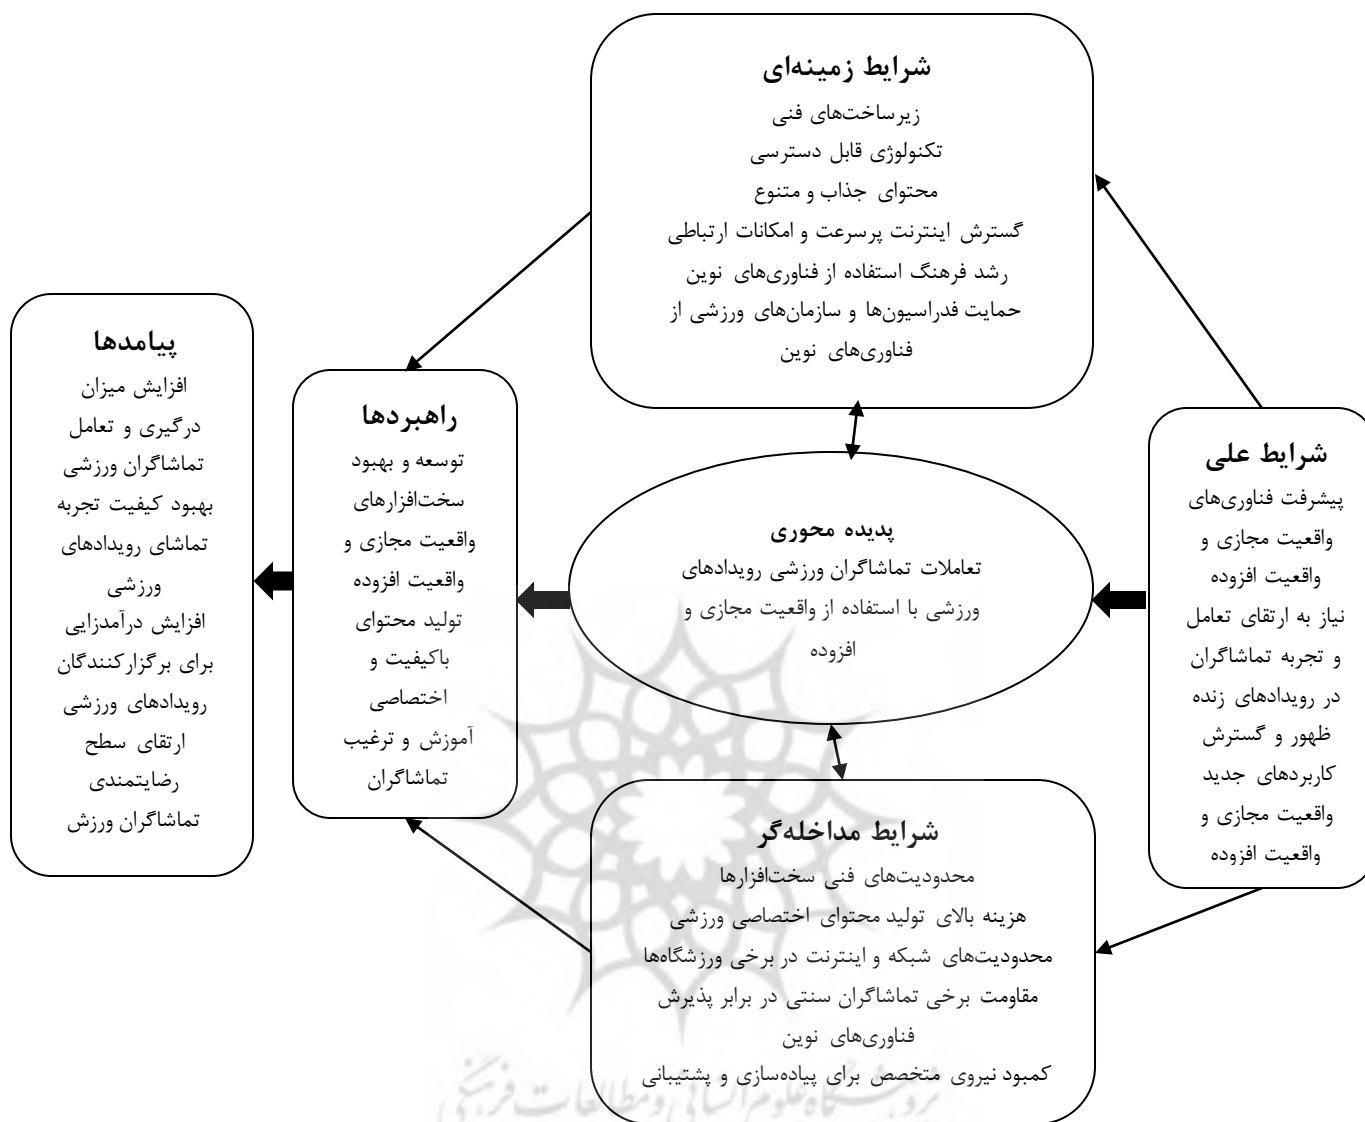 شرایط زمینه‌ای
زیرساخت‌های فنی
تکنولوژی قابل دسترسی
محتوای جذاب و متنوع
گسترش اینترنت پرسرعت و امکانات ارتباطی
رشد فرهنگ استفاده از فناوری‌های نوین
حمایت فدراسیون‌ها و سازمان‌های ورزشی از
فناوری‌های نوین
شرایط علی
پیشرفت فناوری‌های
واقعیت مجازی و
واقعیت افزوده
نیاز به ارتقای تعامل
و تجربه تماشاگران
در رویدادهای زنده
ظهور و گسترش
کاربردهای جدید
واقعیت مجازی و
واقعیت افزوده
پدیده محوری
تعاملات تماشاگران ورزشی رویدادهای
ورزشی با استفاده از واقعیت مجازی و
افزوده
راهبردها
توسعه و بهبود
سخت‌افزارهای
واقعیت مجازی و
واقعیت افزوده
تولید محتوای
باکیفیت و
اختصاصی
آموزش و ترغیب
تماشاگران
پیامدها
افزایش میزان
درگیری و تعامل
تماشاگران ورزشی
بهبود کیفیت تجربه
تماشای رویدادهای
ورزشی
افزایش درآمدزایی
برای برگزارکنندگان
رویدادهای ورزشی
ارتقای سطح
رضایتمندی
تماشاگران ورزش
شرایط مداخله‌گر
محدودیت‌های فنی سخت‌افزارها
هزینه بالای تولید محتوای اختصاصی ورزشی
محدودیت‌های شبکه و اینترنت در برخی ورزشگاه‌ها
مقاومت برخی تماشاگران سنتی در برابر پذیرش
فناوری‌های نوین
کمبود نیروی متخصص برای پیاده‌سازی و پشتیبانی
پژوهشگاه علوم انسانی و مطالعات فرهنگی